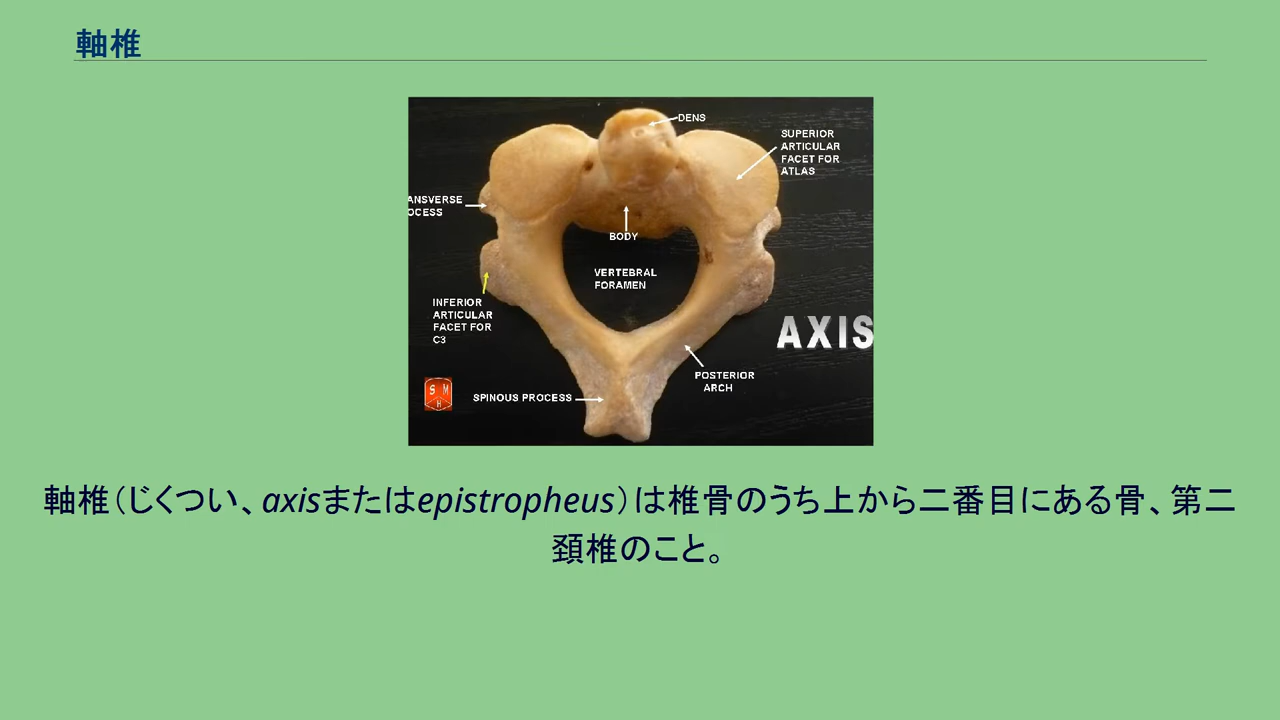 軸椎
DENS
SUPERIOR
ARTICULAR
FACET FOR
ATLAS
ANSVERSE
OCESS
BODY
VERTEBRAL
FORAMEN
INFERIOR
ARTICULAR
FACET FOR
C3
AXIS
POSTERIOR
ARCH
SPINOUS PROCESS
S M
H
軸椎（じくつい、axisまたはepistropheus）は椎骨のうち上から二番目にある骨、第二
頚椎のこと。